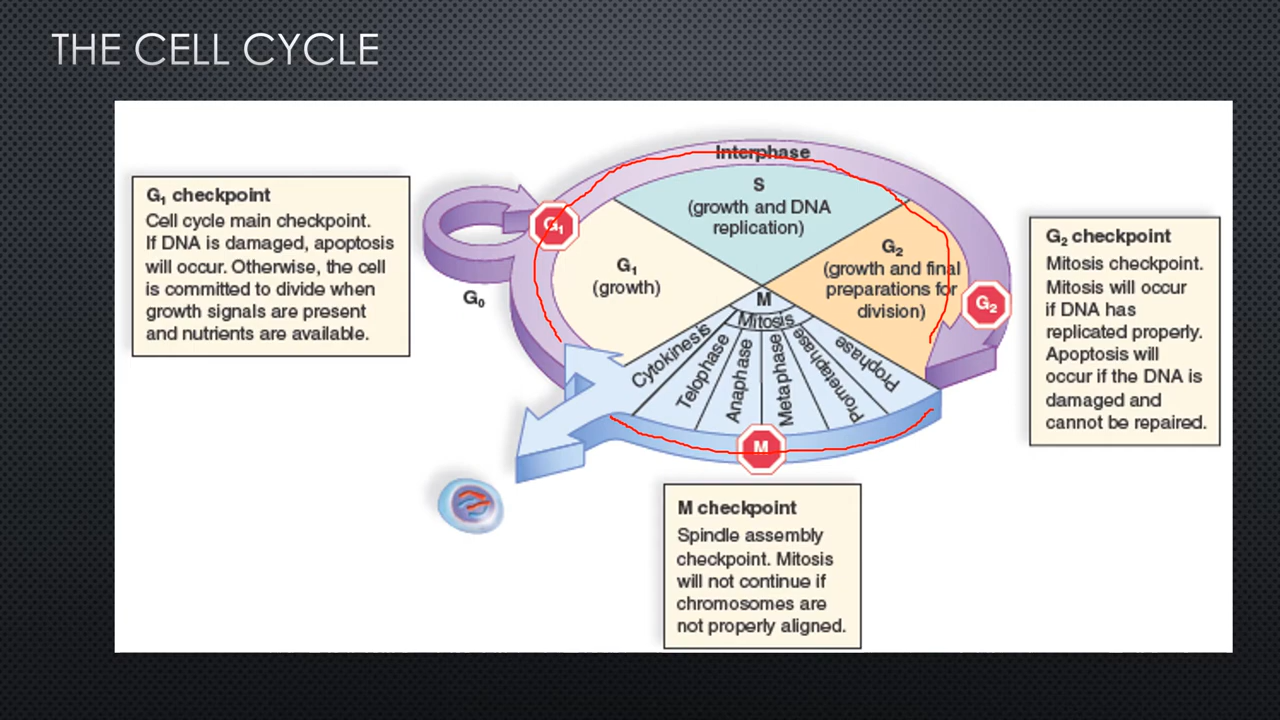 THE CELL CYCLE
G₁ checkpoint
Cell cycle main checkpoint.
If DNA is damaged, apoptosis
will occur. Otherwise, the cell
is committed to divide when
growth signals are present
and nutrients are available.
G₀
G₁
Interphase
S
(growth and DNA
replication)
G₁
(growth)
G₂
(growth and final
preparations for
division)
M
Mitosis
Cytokinesis
Telophase
Anaphase
Metaphase
Prometaphase
Prophase
G₂
M
G₂ checkpoint
Mitosis checkpoint.
Mitosis will occur
if DNA has
replicated properly.
Apoptosis will
occur if the DNA is
damaged and
cannot be repaired.
M checkpoint
Spindle assembly
checkpoint. Mitosis
will not continue if
chromosomes are
not properly aligned.